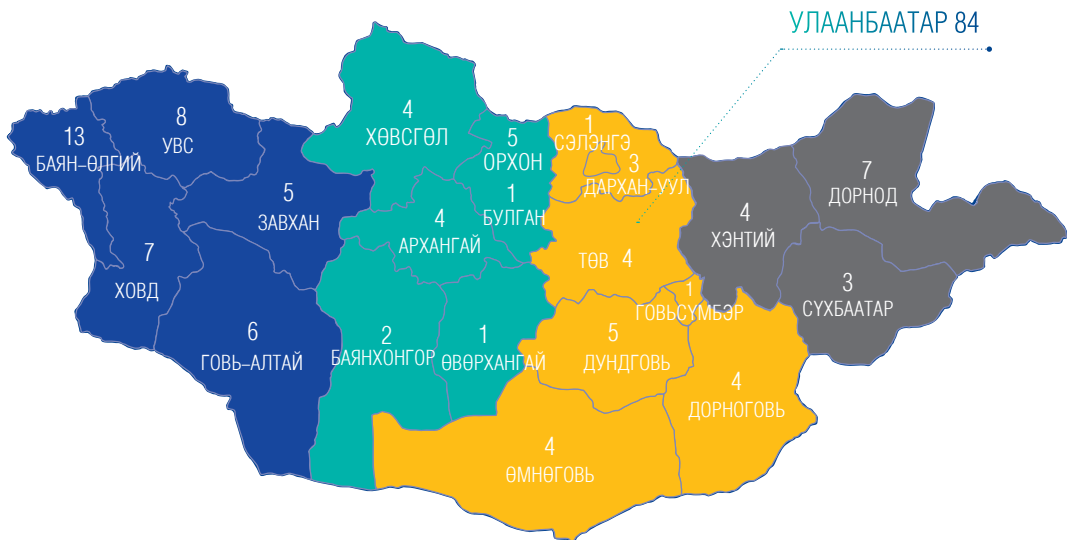 УЛААНБААТАР 84
13
БАЯН-ӨЛГИЙ
8
УВС
5
ЗАВХАН
7
ХОВД
6
ГОВЬ-АЛТАЙ
4
ХӨВСГӨЛ
5
ОРХОН
1
БУЛГАН
4
АРХАНГАЙ
2
БАЯНХОНГОР
1
ӨВӨРХАНГАЙ
1
СЭЛЭНГЭ
3
ДАРХАН-УУЛ
ТӨВ 4
1
ГОВЬСҮМБЭР
5
ДУНДГОВЬ
4
ДОРНОГОВЬ
4
ӨМНӨГОВЬ
4
ХЭНТИЙ
7
ДОРНОД
3
СҮХБААТАР